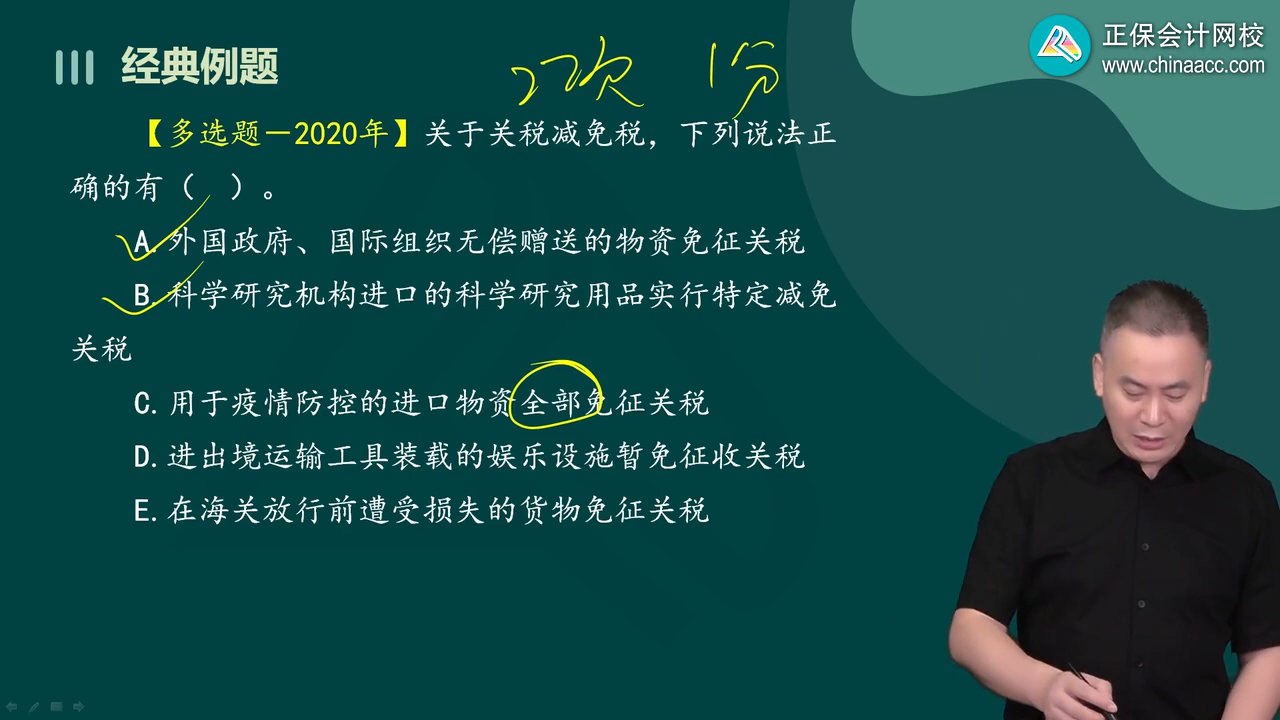 经典例题
22次 1分
正保会计网校
www.chinaacc.com
【多选题－2020年】关于关税减免税，下列说法正
确的有（ ）。
A.外国政府、国际组织无偿赠送的物资免征关税
B.科学研究机构进口的科学研究用品实行特定减免
关税
C.用于疫情防控的进口物资全部免征关税
D.进出境运输工具装载的娱乐设施暂免征收关税
E.在海关放行前遭受损失的货物免征关税